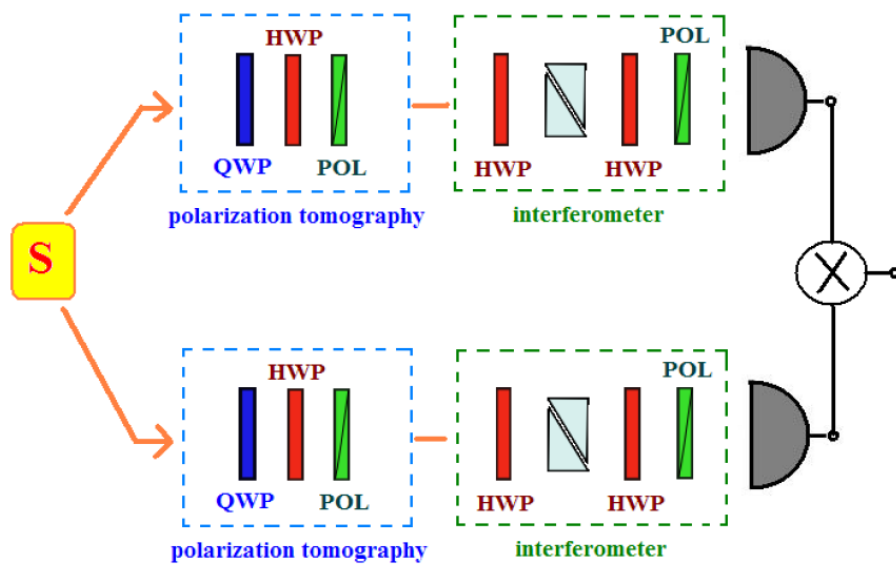 HWP
POL
QWP
POL
HWP
HWP
polarization tomography
interferometer
S
HWP
POL
QWP
POL
HWP
HWP
polarization tomography
interferometer